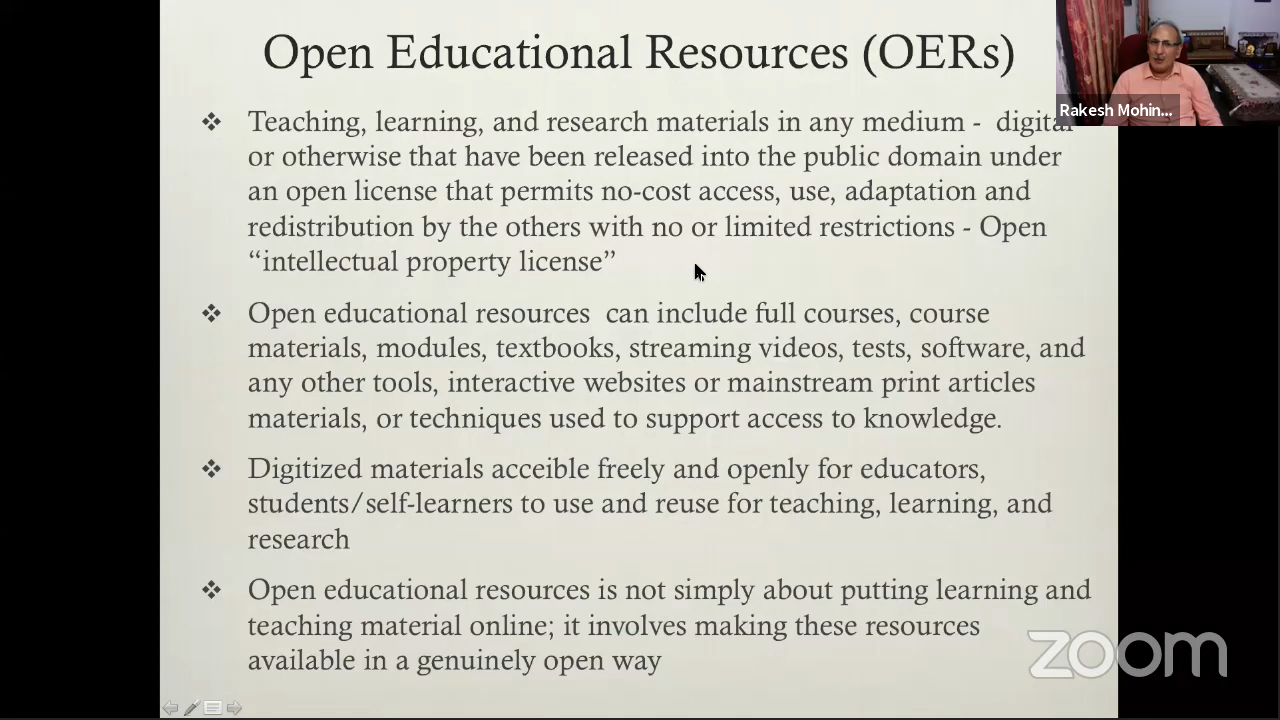 Open Educational Resources (OERs)
Rakesh Mohin...
❖ Teaching, learning, and research materials in any medium - digital
or otherwise that have been released into the public domain under
an open license that permits no-cost access, use, adaptation and
redistribution by the others with no or limited restrictions - Open
“intellectual property license”
❖ Open educational resources can include full courses, course
materials, modules, textbooks, streaming videos, tests, software, and
any other tools, interactive websites or mainstream print articles
materials, or techniques used to support access to knowledge.
❖ Digitized materials acceible freely and openly for educators,
students/self-learners to use and reuse for teaching, learning, and
research
❖ Open educational resources is not simply about putting learning and
teaching material online; it involves making these resources
available in a genuinely open way
zoom